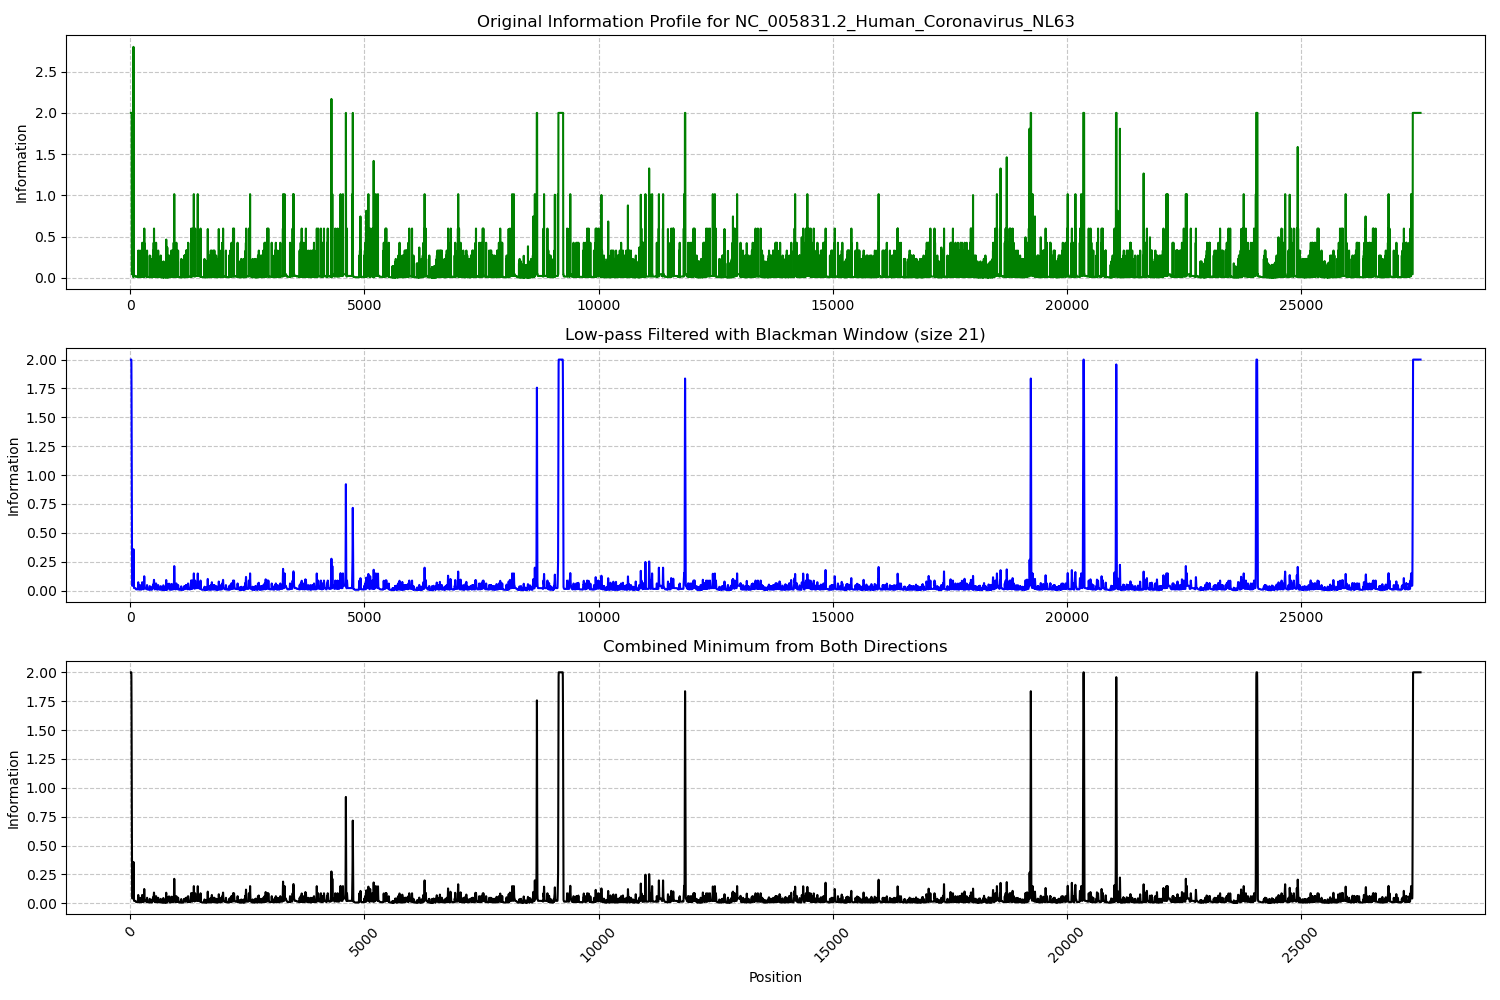 Original Information Profile for NC_005831.2_Human_Coronavirus_NL63
Information
2.5
2.0
1.5
1.0
0.5
0.0
0 5000 10000 15000 20000 25000
Low-pass Filtered with Blackman Window (size 21)
Information
2.00
1.75
1.50
1.25
1.00
0.75
0.50
0.25
0.00
0 5000 10000 15000 20000 25000
Combined Minimum from Both Directions
Information
2.00
1.75
1.50
1.25
1.00
0.75
0.50
0.25
0.00
0 5000 10000 15000 20000 25000
Position